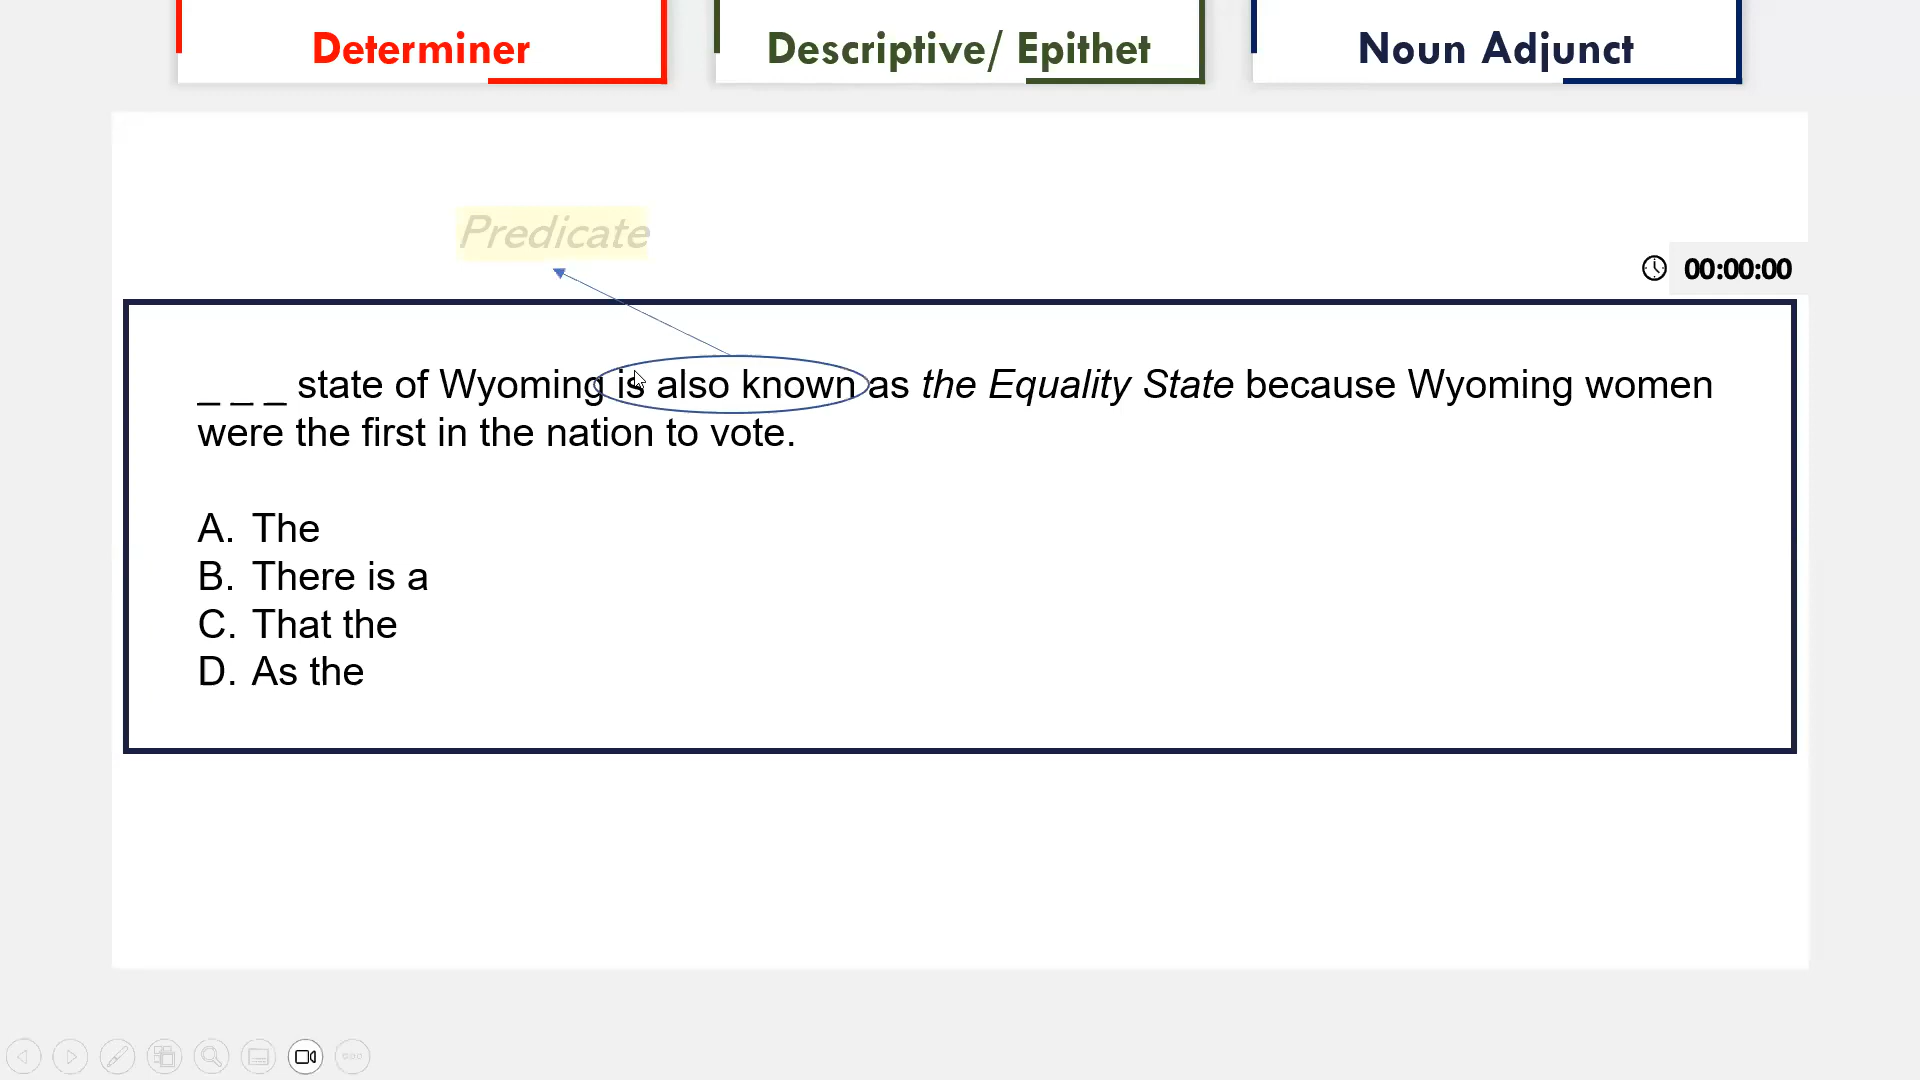 Determiner
Descriptive/ Epithet
Noun Adjunct
Predicate
00:00:00
_ _ _ state of Wyoming is also known as the Equality State because Wyoming women
were the first in the nation to vote.
A. The
B. There is a
C. That the
D. As the